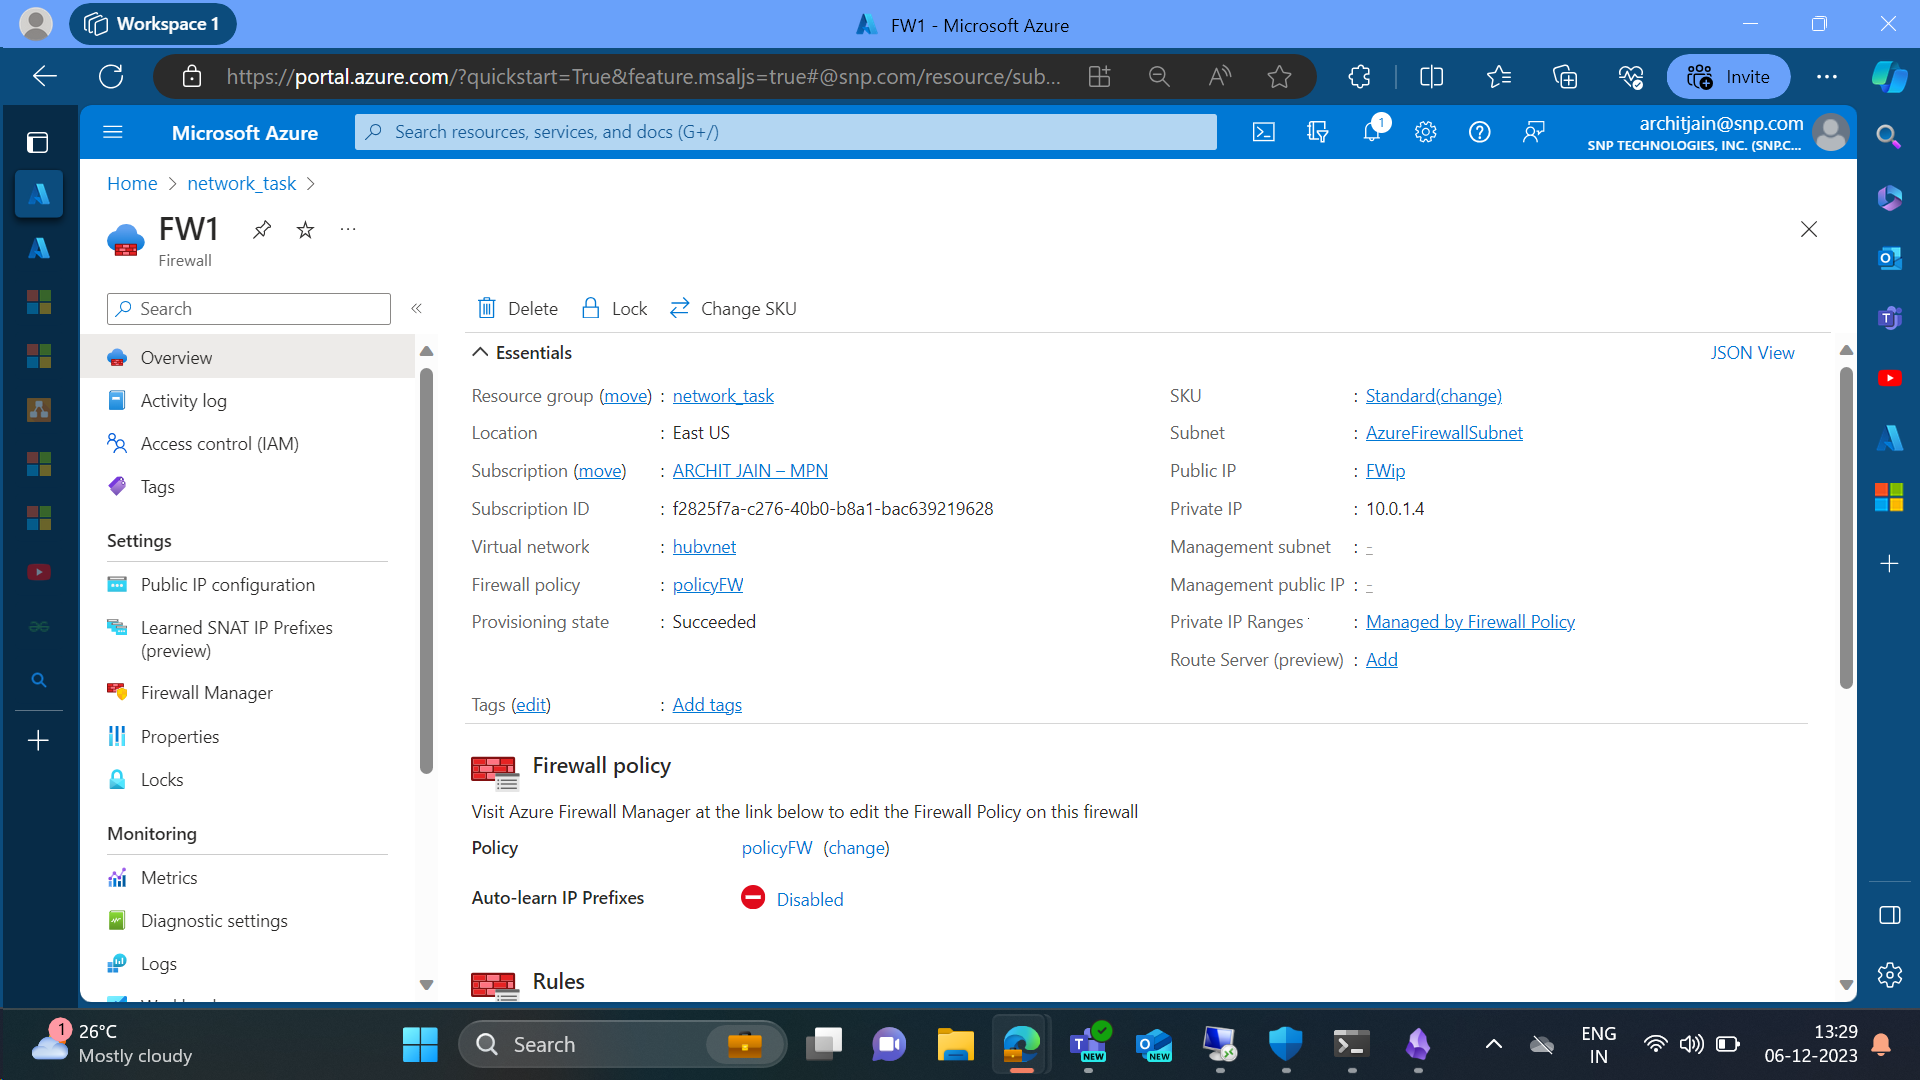 Workspace 1
FW1 - Microsoft Azure
https://portal.azure.com/?quickstart=True&feature.msaljs=true#@snp.com/resource/sub...
Invite
Microsoft Azure
Search resources, services, and docs (G+/)
1
architjain@snp.com
SNP TECHNOLOGIES, INC. (SNP.C...
Home > network_task >
FW1
Firewall
Search
Delete
Lock
Change SKU
Overview
Activity log
Access control (IAM)
Tags
Settings
Public IP configuration
Learned SNAT IP Prefixes
(preview)
Firewall Manager
Properties
Locks
Monitoring
Metrics
Diagnostic settings
Logs
Essentials
JSON View
Resource group (move) : network_task
Location : East US
Subscription (move) : ARCHIT JAIN – MPN
Subscription ID : f2825f7a-c276-40b0-b8a1-bac639219628
Virtual network : hubvnet
Firewall policy : policyFW
Provisioning state : Succeeded
SKU : Standard(change)
Subnet : AzureFirewallSubnet
Public IP : FWip
Private IP : 10.0.1.4
Management subnet : -
Management public IP : -
Private IP Ranges : Managed by Firewall Policy
Route Server (preview) : Add
Tags (edit) : Add tags
Firewall policy
Visit Azure Firewall Manager at the link below to edit the Firewall Policy on this firewall
Policy policyFW (change)
Auto-learn IP Prefixes Disabled
Rules
1
26°C
Mostly cloudy
Search
NEW
NEW
ENG
IN
13:29
06-12-2023